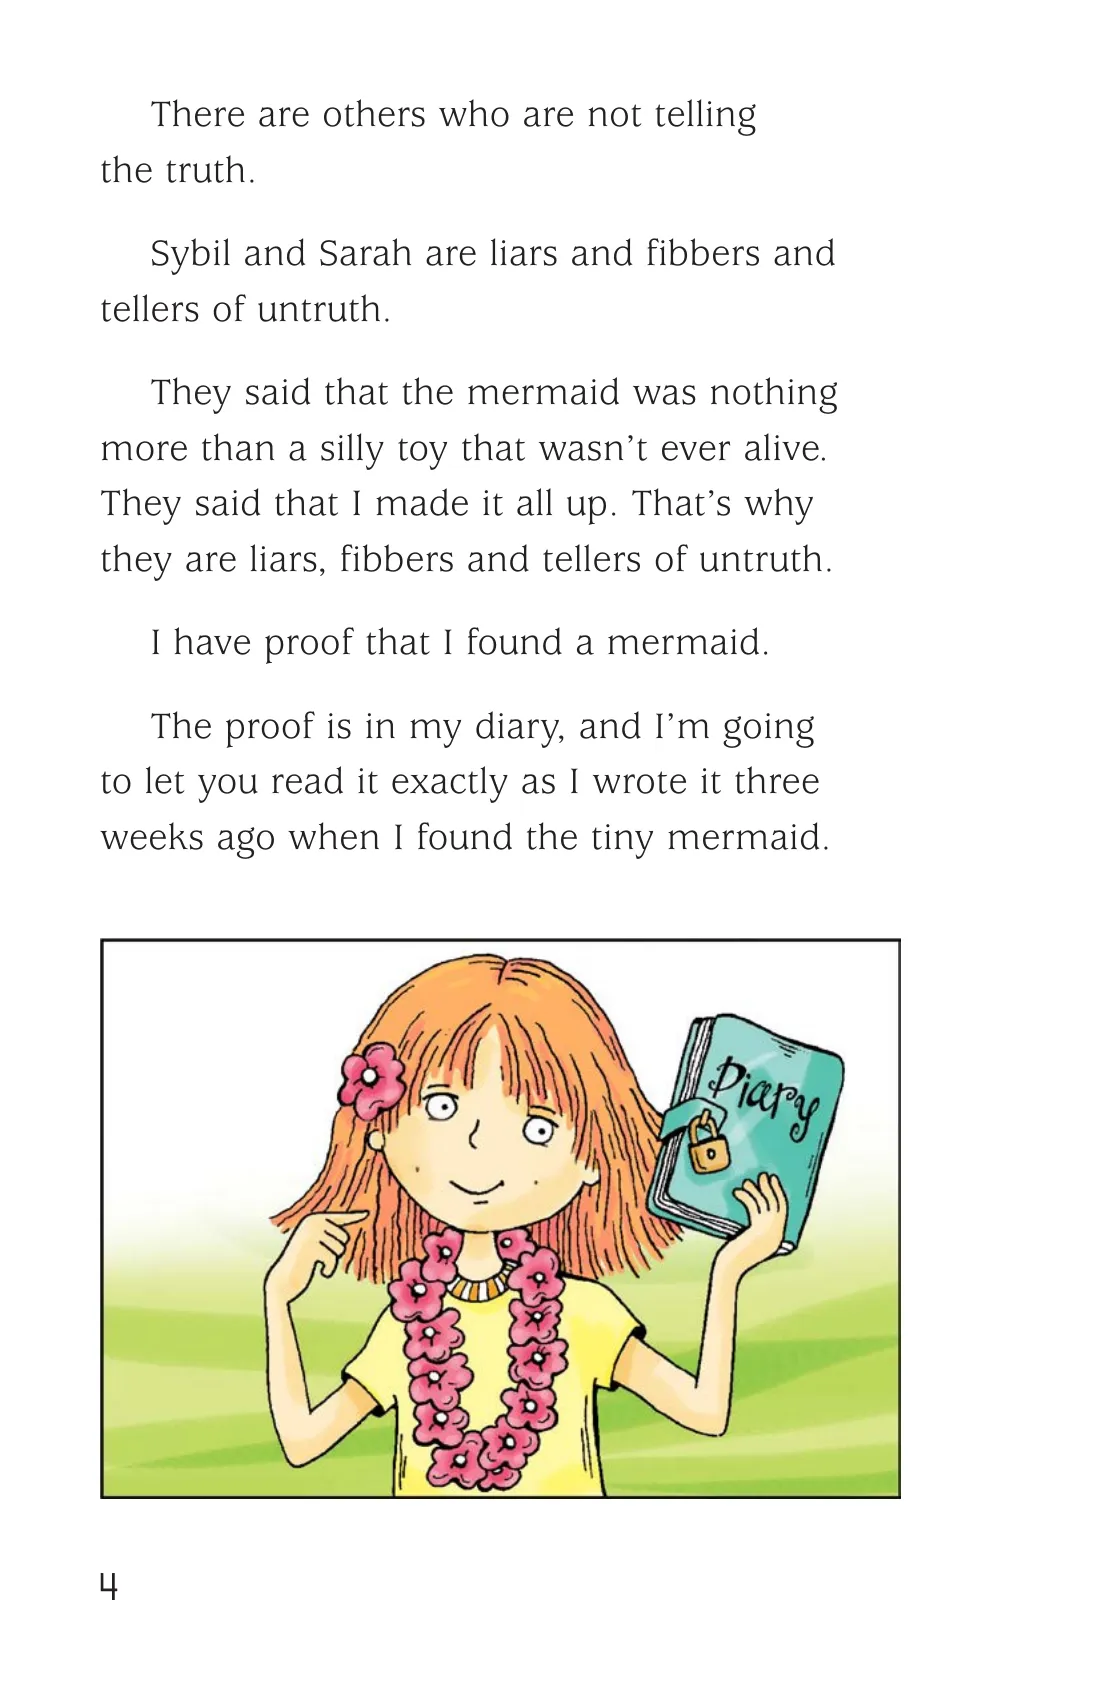 There are others who are not telling
the truth.
Sybil and Sarah are liars and fibbers and
tellers of untruth.
They said that the mermaid was nothing
more than a silly toy that wasn’t ever alive.
They said that I made it all up. That’s why
they are liars, fibbers and tellers of untruth.
I have proof that I found a mermaid.
The proof is in my diary, and I’m going
to let you read it exactly as I wrote it three
weeks ago when I found the tiny mermaid.
Diary
4